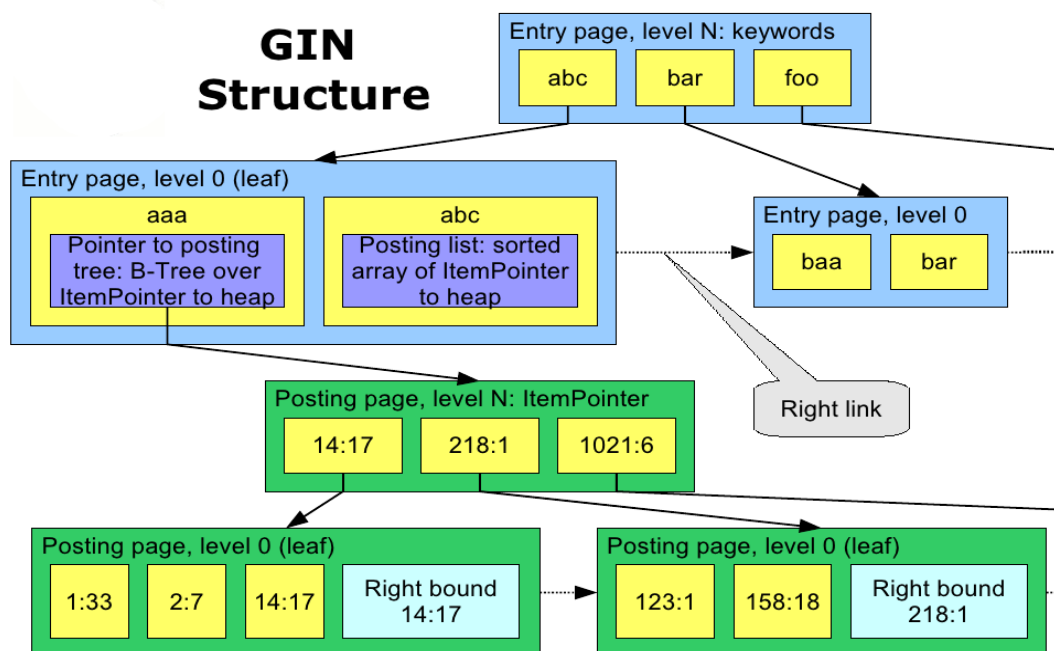 GIN
Structure
Entry page, level N: keywords
abc
bar
foo
Entry page, level 0 (leaf)
aaa
Pointer to posting
tree: B-Tree over
ItemPointer to heap
abc
Posting list: sorted
array of ItemPointer
to heap
Entry page, level 0
baa
bar
Right link
Posting page, level N: ItemPointer
14:17
218:1
1021:6
Posting page, level 0 (leaf)
1:33
2:7
14:17
Right bound
14:17
Posting page, level 0 (leaf)
123:1
158:18
Right bound
218:1